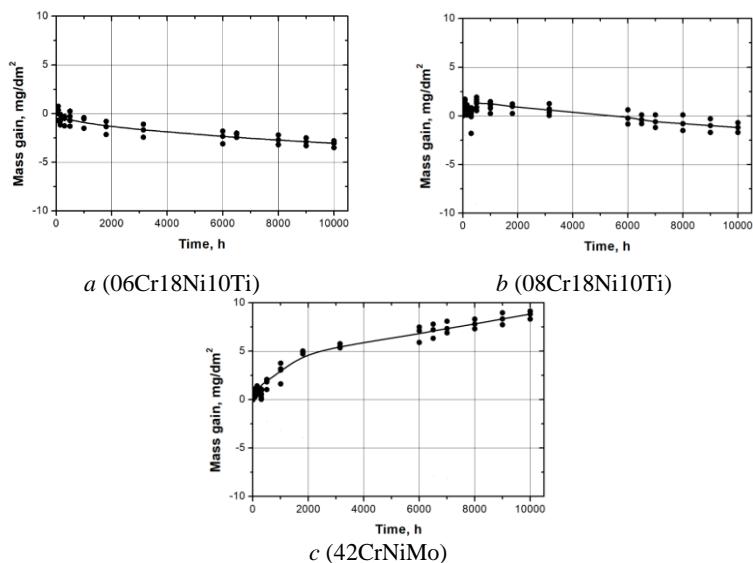 Mass gain, mg/dm²
10
5
0
-5
-10
0 2000 4000 6000 8000 10000
Time, h
a (06Cr18Ni10Ti)
Mass gain, mg/dm²
10
5
0
-5
-10
0 2000 4000 6000 8000 10000
Time, h
b (08Cr18Ni10Ti)
Mass gain, mg/dm²
10
5
0
5
-10
0 2000 4000 6000 8000 10000
Time, h
c (42CrNiMo)